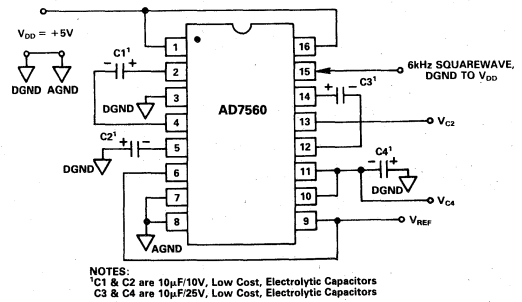 V_DD = +5V
DGND AGND
C1¹
- +
1 16
2 15
3 14
4 13
5 12
6 11
7 10
8 9
AD7560
DGND
C2¹
+ -
DGND
AGND
6kHz SQUAREWAVE,
DGND TO V_DD
C3¹
+ -
V_C2
C4¹
- +
DGND
V_C4
V_REF
NOTES:
¹C1 & C2 are 10μF/10V, Low Cost, Electrolytic Capacitors
C3 & C4 are 10μF/25V, Low Cost, Electrolytic Capacitors